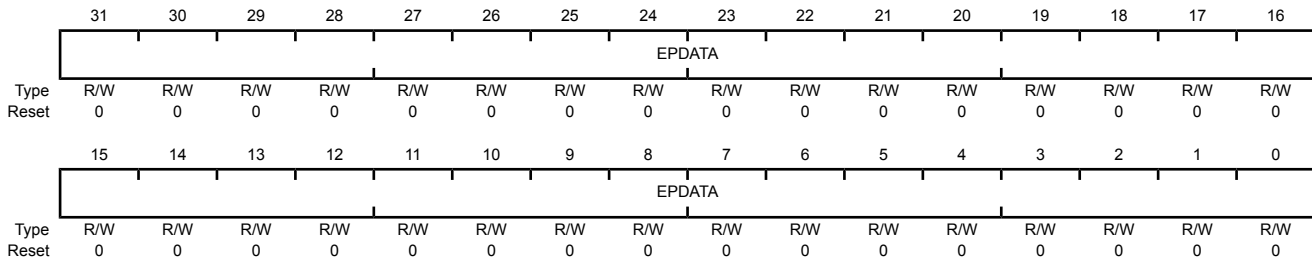 31 30 29 28 27 26 25 24 23 22 21 20 19 18 17 16
EPDATA
Type R/W R/W R/W R/W R/W R/W R/W R/W R/W R/W R/W R/W R/W R/W R/W R/W
Reset 0 0 0 0 0 0 0 0 0 0 0 0 0 0 0 0
15 14 13 12 11 10 9 8 7 6 5 4 3 2 1 0
EPDATA
Type R/W R/W R/W R/W R/W R/W R/W R/W R/W R/W R/W R/W R/W R/W R/W R/W
Reset 0 0 0 0 0 0 0 0 0 0 0 0 0 0 0 0